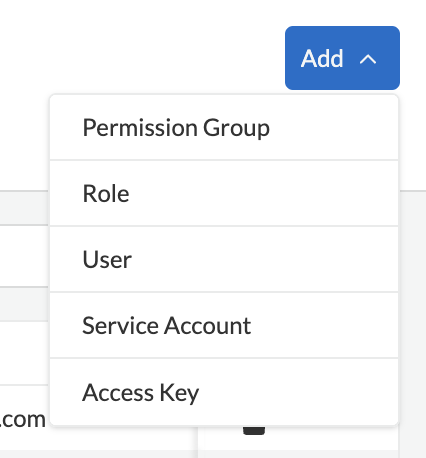 Add
Permission Group
Role
User
Service Account
Access Key
.com